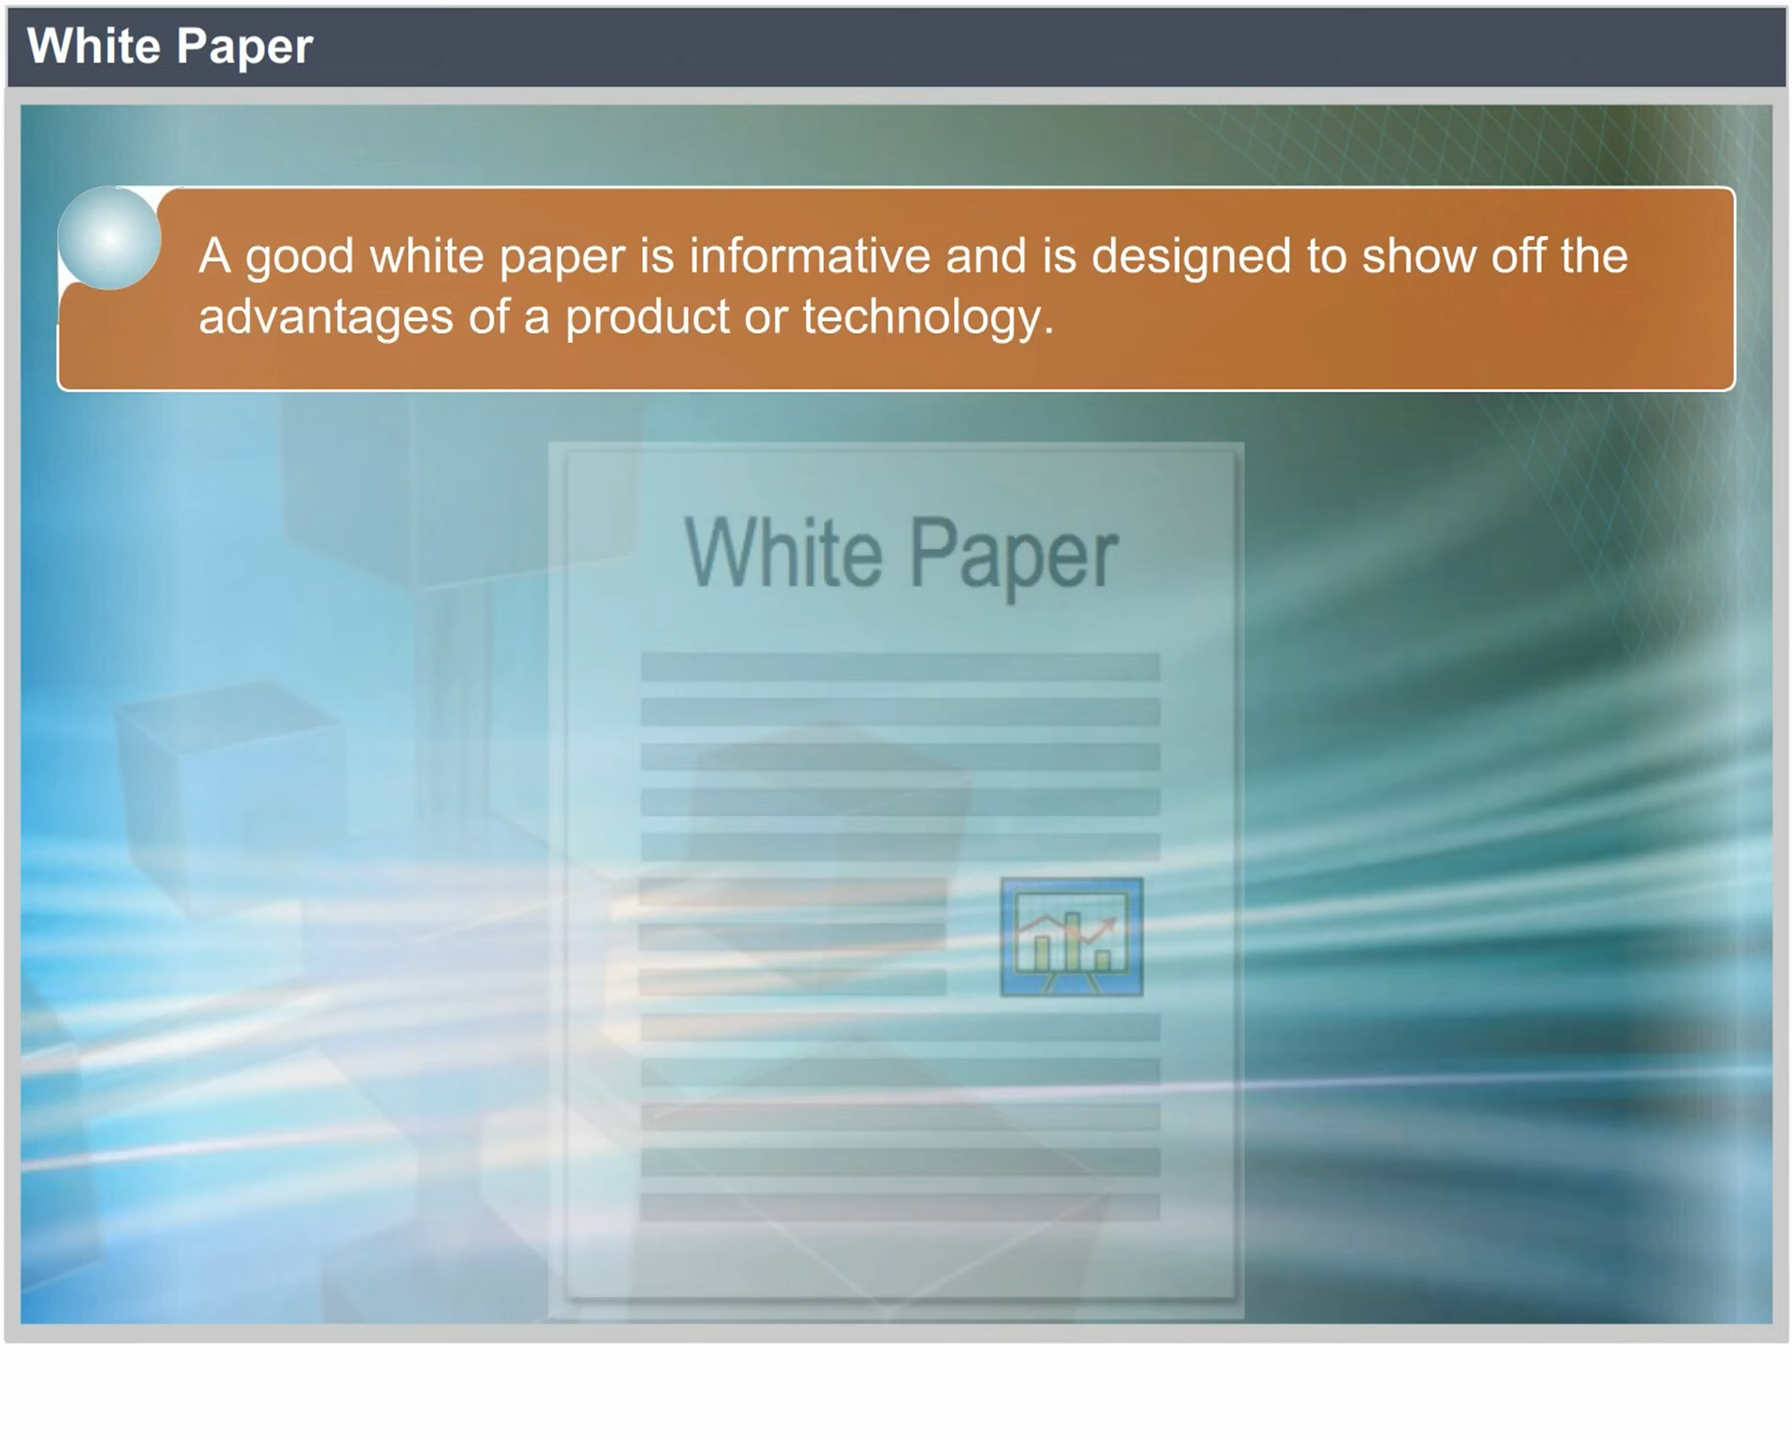 White Paper
A good white paper is informative and is designed to show off the
advantages of a product or technology.
White Paper